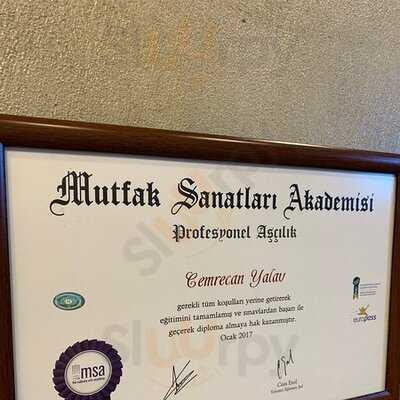 Mutfak Sanatları Akademisi
Profesyonel Aşçılık
Cemrecan Yalav
gerekli tüm koşulları yerine getirerek
eğitimini tamamlamış ve sınavlardan başarı ile
geçerek diploma almaya hak kazanmıştır.
Ocak 2017
europass
msa
sluurpy